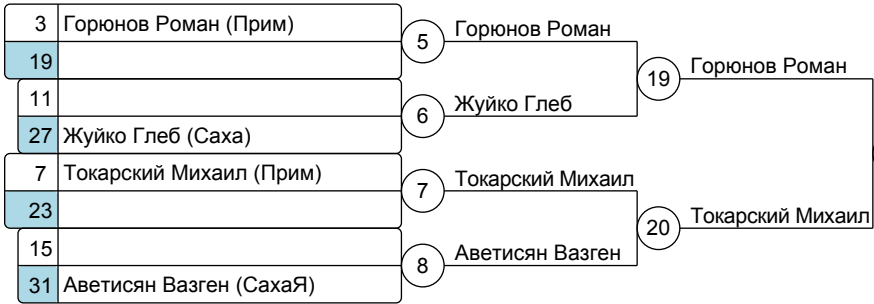 3 Горюнов Роман (Прим)
19
11
27 Жуйко Глеб (Саха)
7 Токарский Михаил (Прим)
23
15
31 Аветисян Вазген (СахаЯ)
5 Горюнов Роман
6 Жуйко Глеб
7 Токарский Михаил
8 Аветисян Вазген
19 Горюнов Роман
20 Токарский Михаил